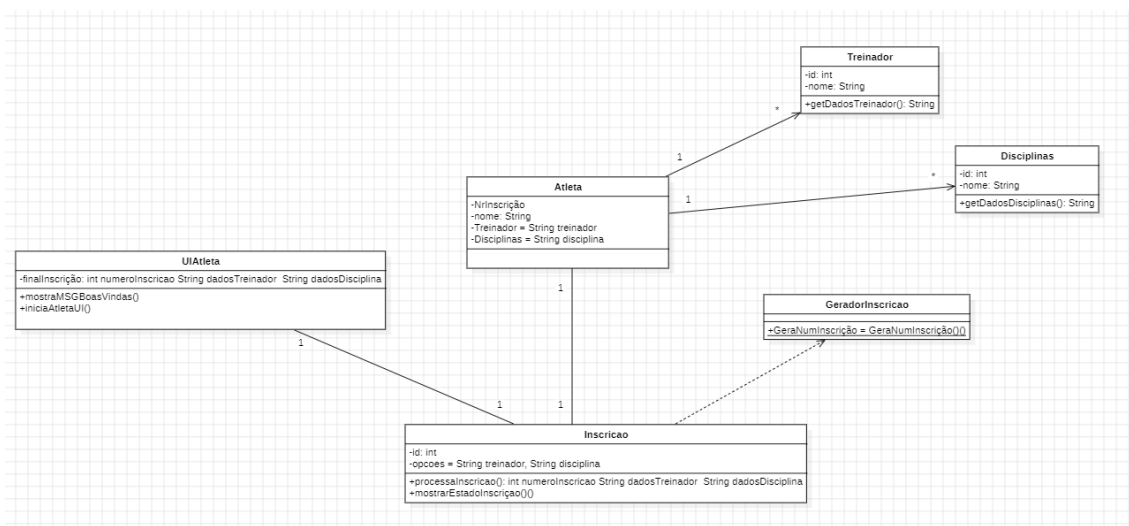 Treinador
-id: int
-nome: String
+getDadosTreinador(): String
*
1
Disciplinas
-id: int
-nome: String
+getDadosDisciplinas(): String
*
1
Atleta
-NrInscrição
-nome: String
-Treinador = String treinador
-Disciplinas = String disciplina
1
UIAtleta
-finalInscrição: int numeroInscricao String dadosTreinador  String dadosDisciplina
+mostraMSGBoasVindas()
+iniciaAtletaUI()
1
GeradorInscricao
+GeraNumInscrição = GeraNumInscrição()()
1
1
Inscricao
-id: int
-opcoes = String treinador, String disciplina
+processaInscricao(): int numeroInscricao String dadosTreinador  String dadosDisciplina
+mostrarEstadoInscriçao()()